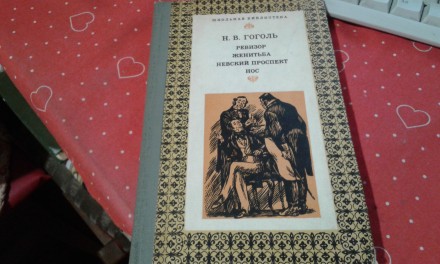 ШКОЛЬНАЯ БИБЛИОТЕКА
Н. В. ГОГОЛЬ
РЕВИЗОР
ЖЕНИТЬБА
НЕВСКИЙ ПРОСПЕКТ
НОС